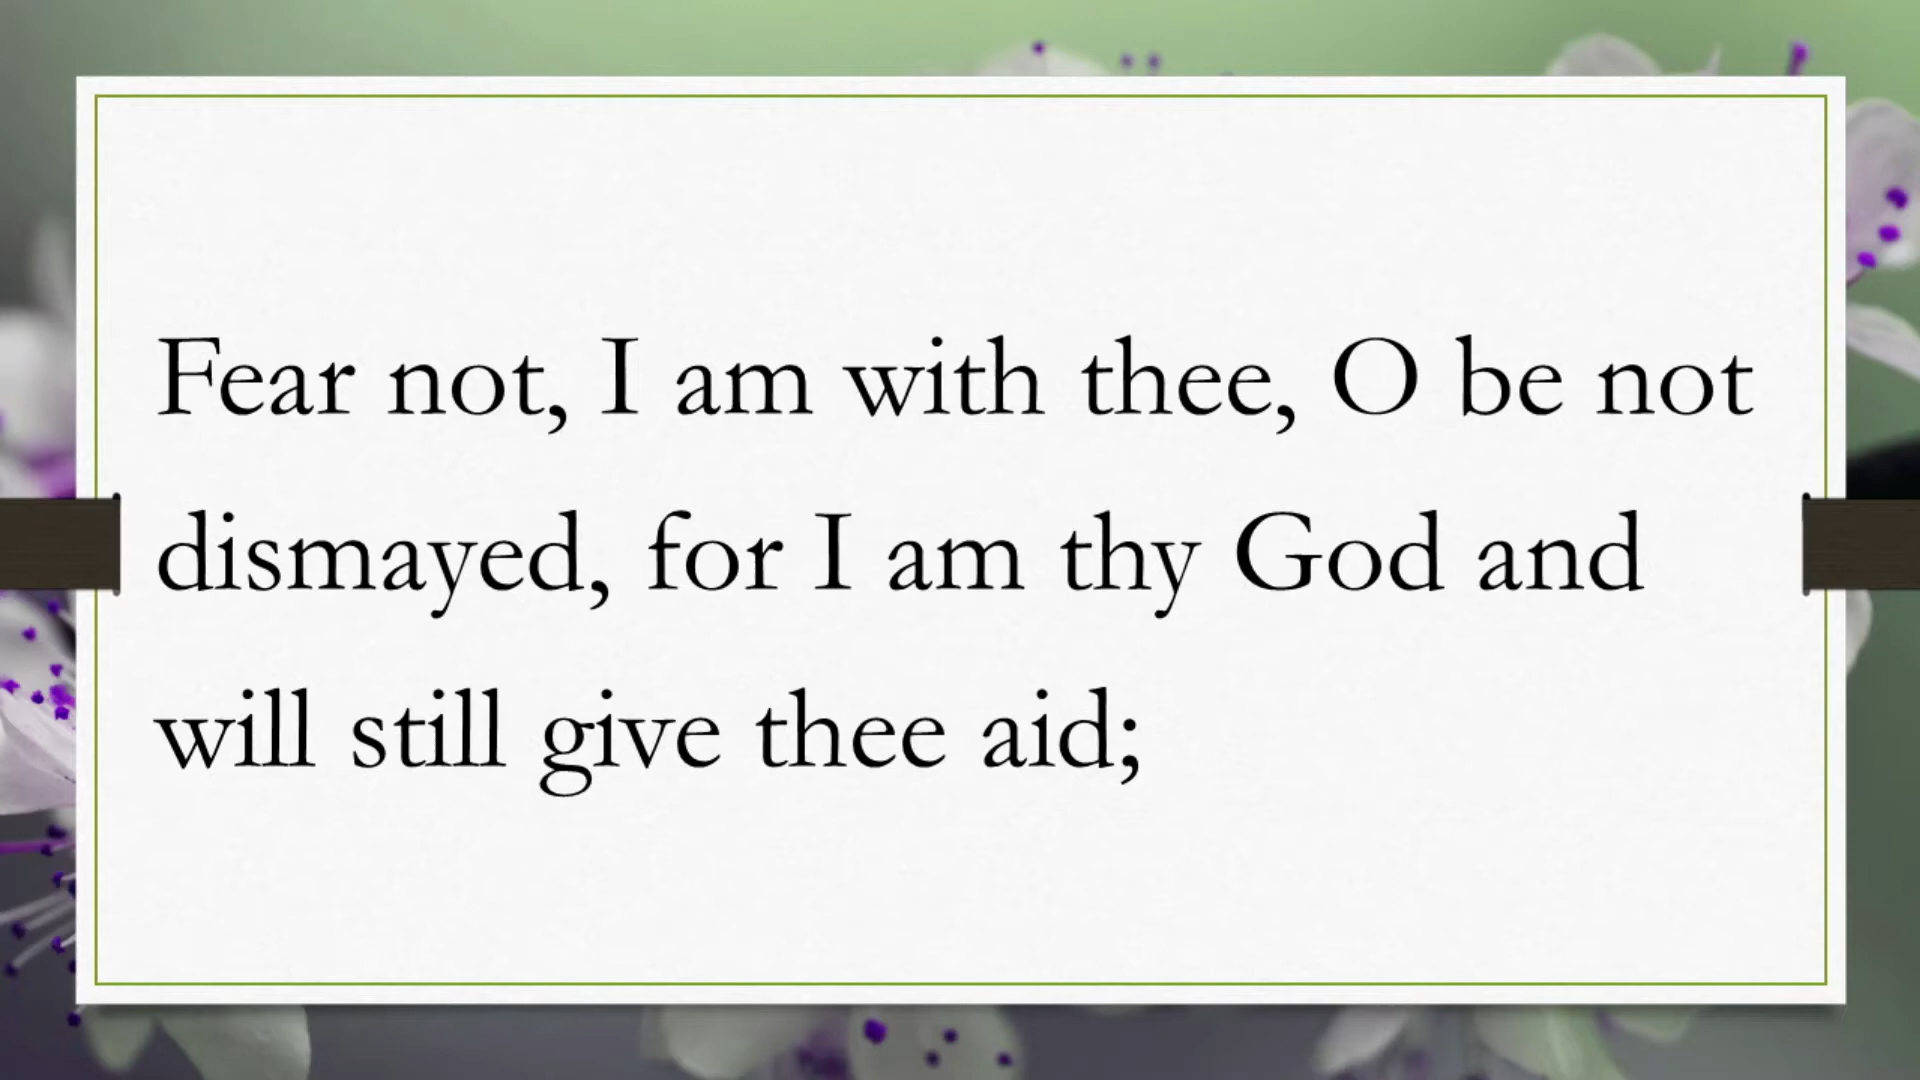 Fear not, I am with thee, O be not
dismayed, for I am thy God and
will still give thee aid;